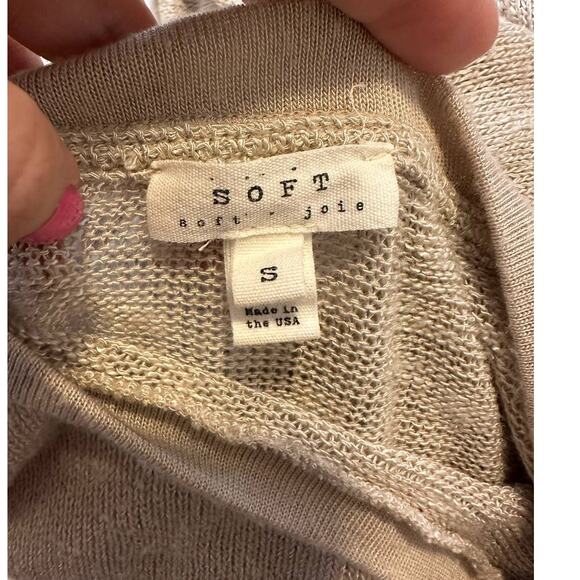 SOFT
Soft · joie
S
Made in
the USA